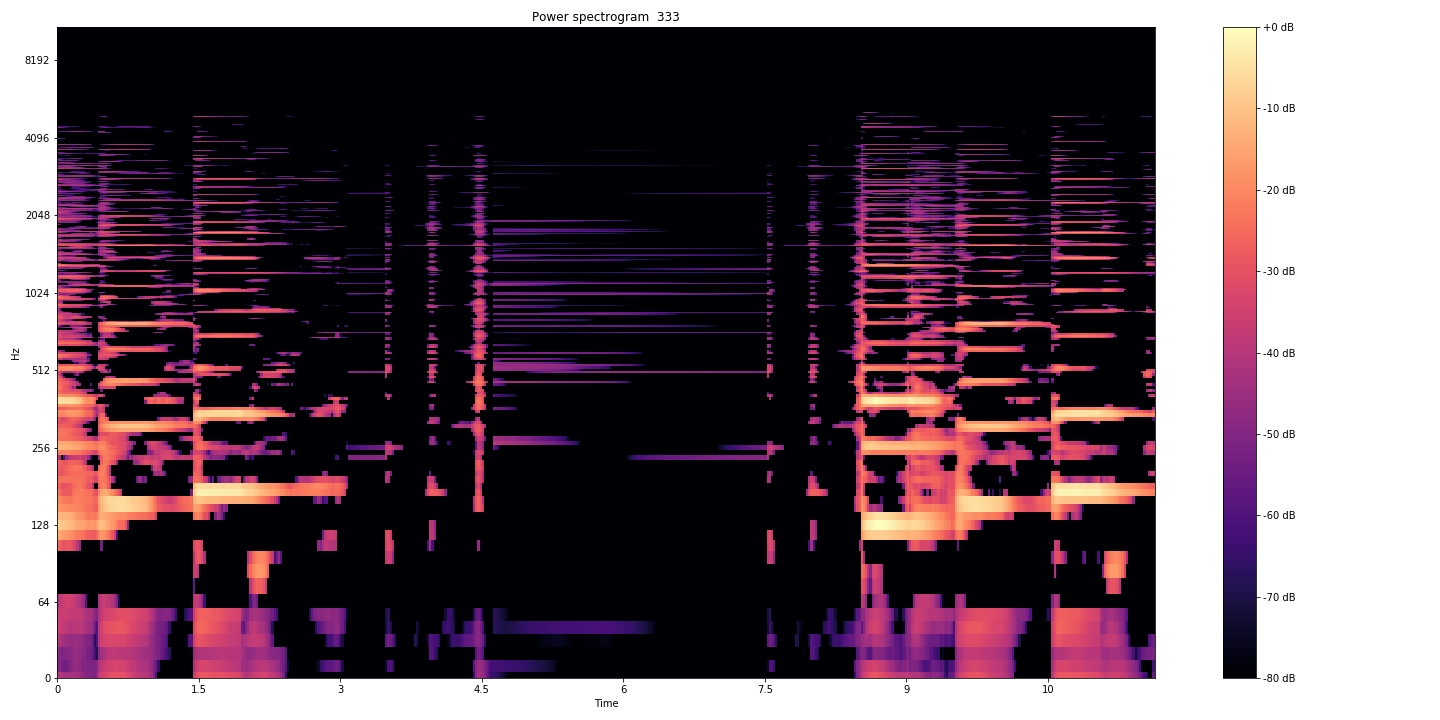 Power spectrogram 333
Hz
8192
4096
2048
1024
512
256
128
64
0
0 1.5 3 4.5 6 7.5 9 10
Time
+0 dB
-10 dB
-20 dB
-30 dB
-40 dB
-50 dB
-60 dB
-70 dB
-80 dB